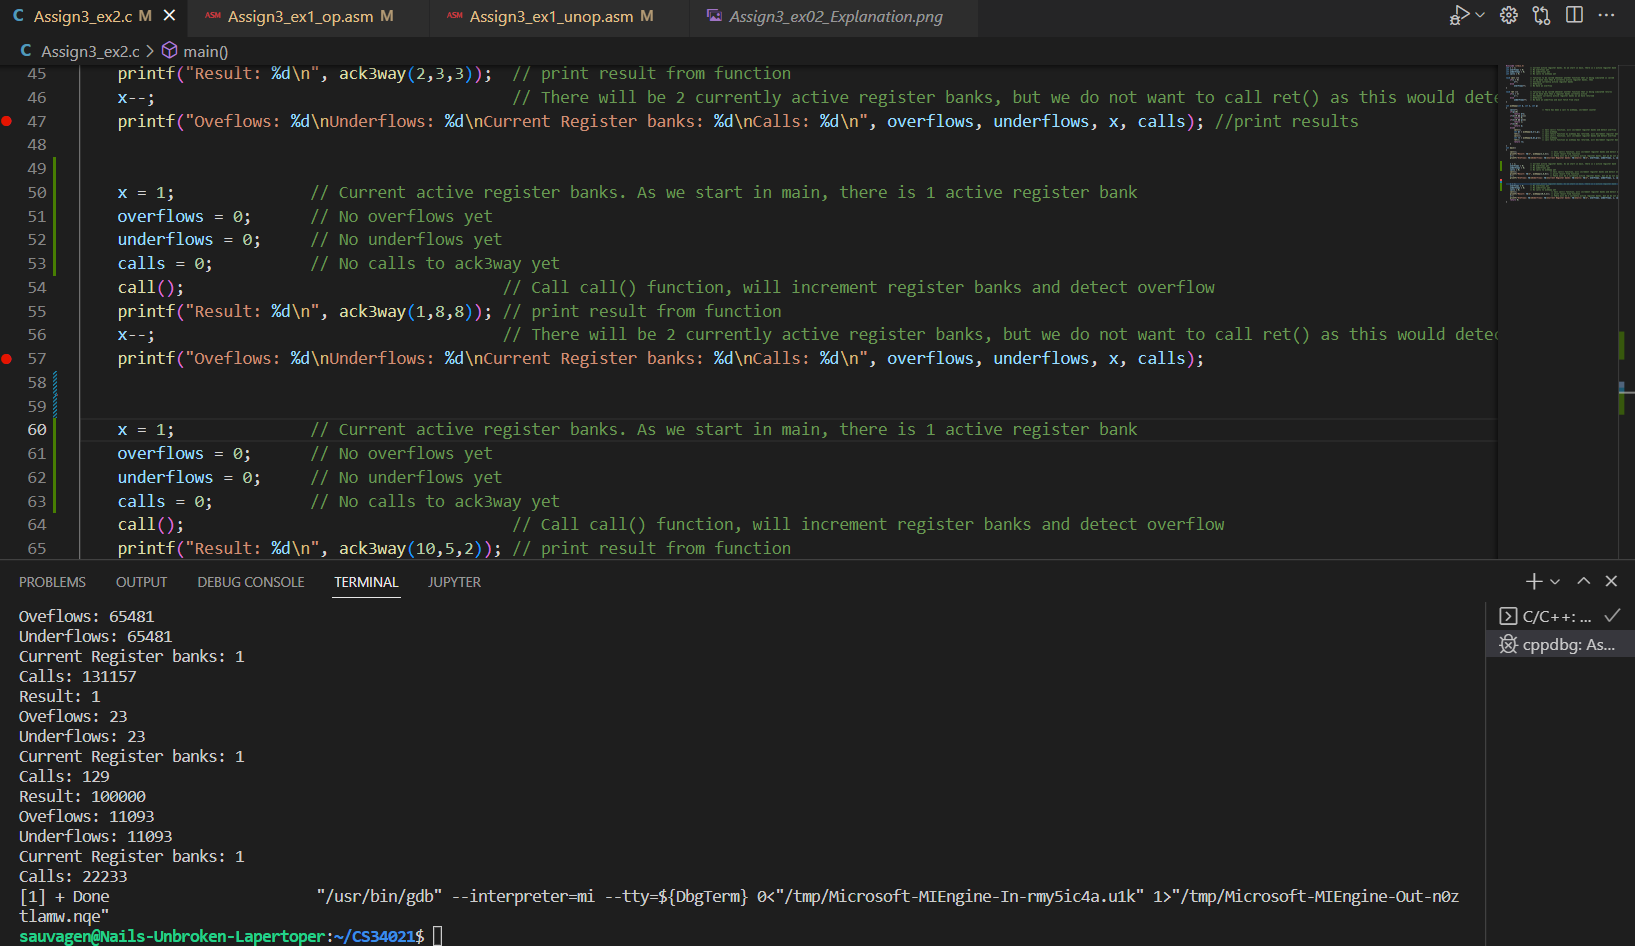 C Assign3_ex2.c M ASM Assign3_ex1_op.asm M ASM Assign3_ex1_unop.asm M Assign3_ex02_Explanation.png
C Assign3_ex2.c > main()
45 printf("Result: %d\n", ack3way(2,3,3)); // print result from function
46 x--; // There will be 2 currently active register banks, but we do not want to call ret() as this would dete
47 printf("Oveflows: %d\nUnderflows: %d\nCurrent Register banks: %d\nCalls: %d\n", overflows, underflows, x, calls); //print results
48
49
50 x = 1; // Current active register banks. As we start in main, there is 1 active register bank
51 overflows = 0; // No overflows yet
52 underflows = 0; // No underflows yet
53 calls = 0; // No calls to ack3way yet
54 call(); // Call call() function, will increment register banks and detect overflow
55 printf("Result: %d\n", ack3way(1,8,8)); // print result from function
56 x--; // There will be 2 currently active register banks, but we do not want to call ret() as this would detec
57 printf("Oveflows: %d\nUnderflows: %d\nCurrent Register banks: %d\nCalls: %d\n", overflows, underflows, x, calls);
58
59
60 x = 1; // Current active register banks. As we start in main, there is 1 active register bank
61 overflows = 0; // No overflows yet
62 underflows = 0; // No underflows yet
63 calls = 0; // No calls to ack3way yet
64 call(); // Call call() function, will increment register banks and detect overflow
65 printf("Result: %d\n", ack3way(10,5,2)); // print result from function
PROBLEMS OUTPUT DEBUG CONSOLE TERMINAL JUPYTER
Oveflows: 65481
Underflows: 65481
Current Register banks: 1
Calls: 131157
Result: 1
Oveflows: 23
Underflows: 23
Current Register banks: 1
Calls: 129
Result: 100000
Oveflows: 11093
Underflows: 11093
Current Register banks: 1
Calls: 22233
[1] + Done "/usr/bin/gdb" --interpreter=mi --tty=${DbgTerm} 0<"/tmp/Microsoft-MIEngine-In-rmy5ic4a.u1k" 1>"/tmp/Microsoft-MIEngine-Out-n0z
tlamw.nqe"
sauvagen@Nails-Unbroken-Lapertoper:~/CS34021$
C/C++: ...
cppdbg: As...